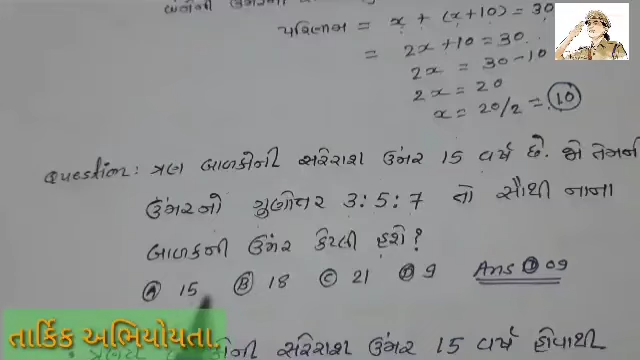 બંનેની ઉંમરનો
પરિણામ = x + (x+10) = 30
= 2x + 10 = 30
2x = 30 - 10
2x = 20
x = 20/2 = 10
Question: ત્રણ બાળકોની સરેરાશ ઉંમર 15 વર્ષ છે. જો તેમની
ઉંમરનો ગુણોત્તર 3:5:7 તો સૌથી નાના
બાળકની ઉંમર કેટલી હશે?
Ⓐ 15 Ⓑ 18 Ⓒ 21 Ⓓ 9 Ans Ⓓ 09
તાર્કિક અભિયોયતા
ની સરેરાશ ઉંમર 15 વર્ષ હોવાથી